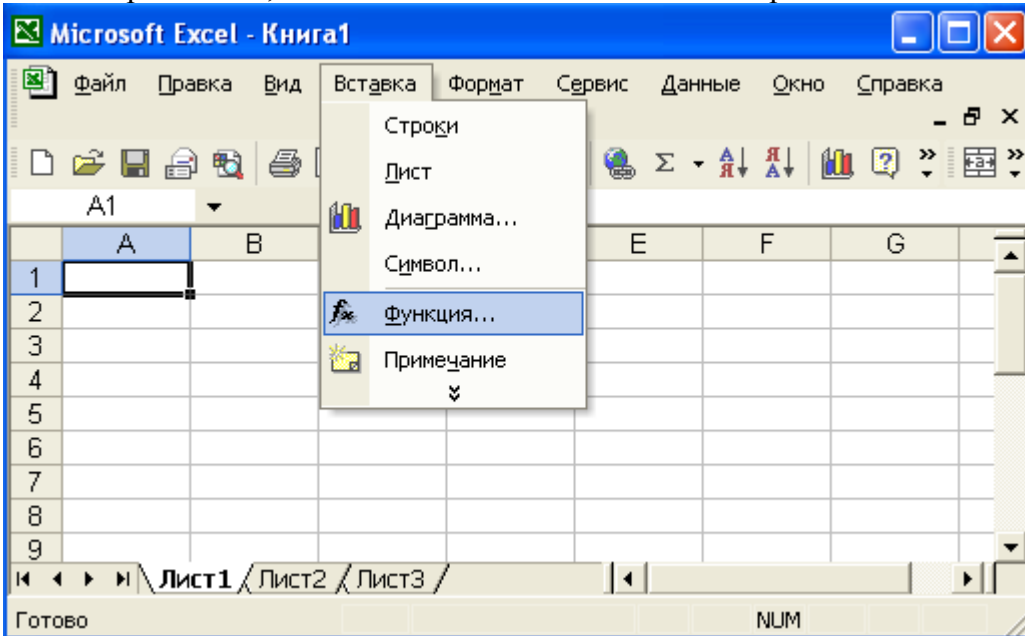 Microsoft Excel - Книга1
Файл Правка Вид Вставка Формат Сервис Данные Окно Справка
Строки
Лист
Диаграмма...
Символ...
Функция...
Примечание
A1
A B E F G
1
2
3
4
5
6
7
8
9
Лист1 Лист2 Лист3
Готово NUM